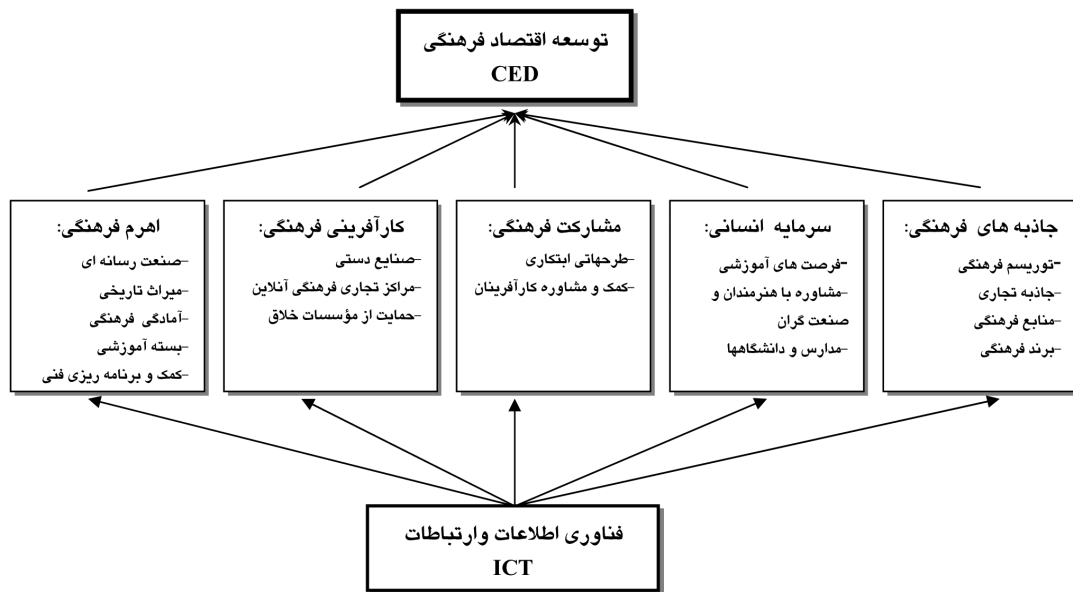 توسعه اقتصاد فرهنگی
CED
جاذبه های فرهنگی:
-توریسم فرهنگی
-جاذبه تجاری
-منابع فرهنگی
-برند فرهنگی
سرمایه انسانی:
-فرصت های آموزشی
-مشاوره با هنرمندان و
صنعت گران
-مدارس و دانشگاهها
مشارکت فرهنگی:
-طرحهاتی ابتکاری
-کمک و مشاوره کارآفرینان
کارآفرینی فرهنگی:
-صنایع دستی
-مراکز تجاری فرهنگی آنلاین
-حمایت از مؤسسات خلاق
اهرم فرهنگی:
-صنعت رسانه ای
-میراث تاریخی
-آمادگی فرهنگی
-بسته آموزشی
-کمک و برنامه ریزی فنی
فناوری اطلاعات وارتباطات
ICT